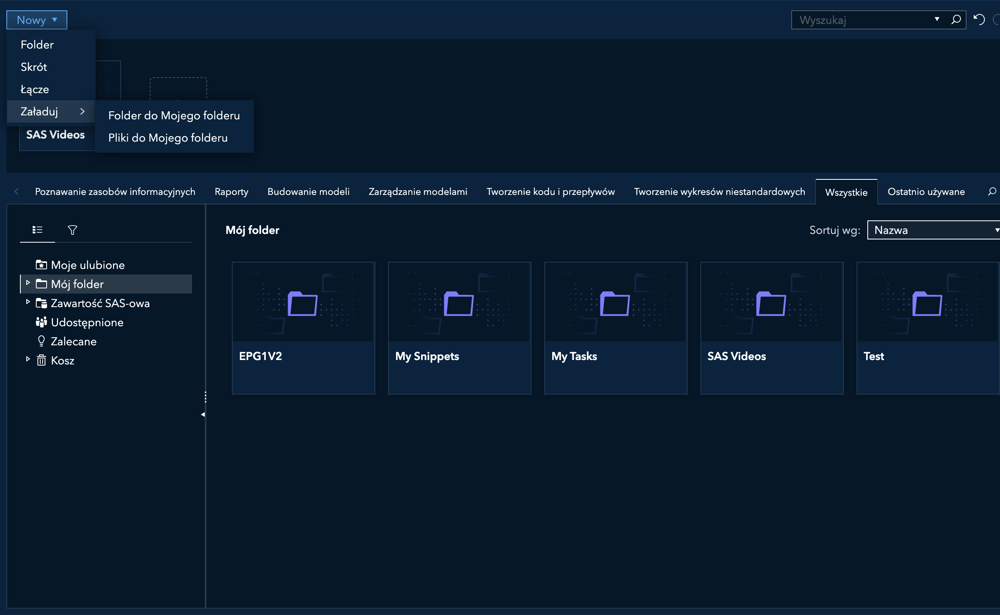 Nowy
Wyszukaj
Folder
Skrót
Łącze
Załaduj
Folder do Mojego folderu
Pliki do Mojego folderu
SAS Videos
Poznawanie zasobów informacyjnych
Raporty
Budowanie modeli
Zarządzanie modelami
Tworzenie kodu i przepływów
Tworzenie wykresów niestandardowych
Wszystkie
Ostatnio używane
Moje ulubione
Mój folder
Zawartość SAS-owa
Udostępnione
Zalecane
Kosz
Mój folder
Sortuj wg:
Nazwa
EPG1V2
My Snippets
My Tasks
SAS Videos
Test